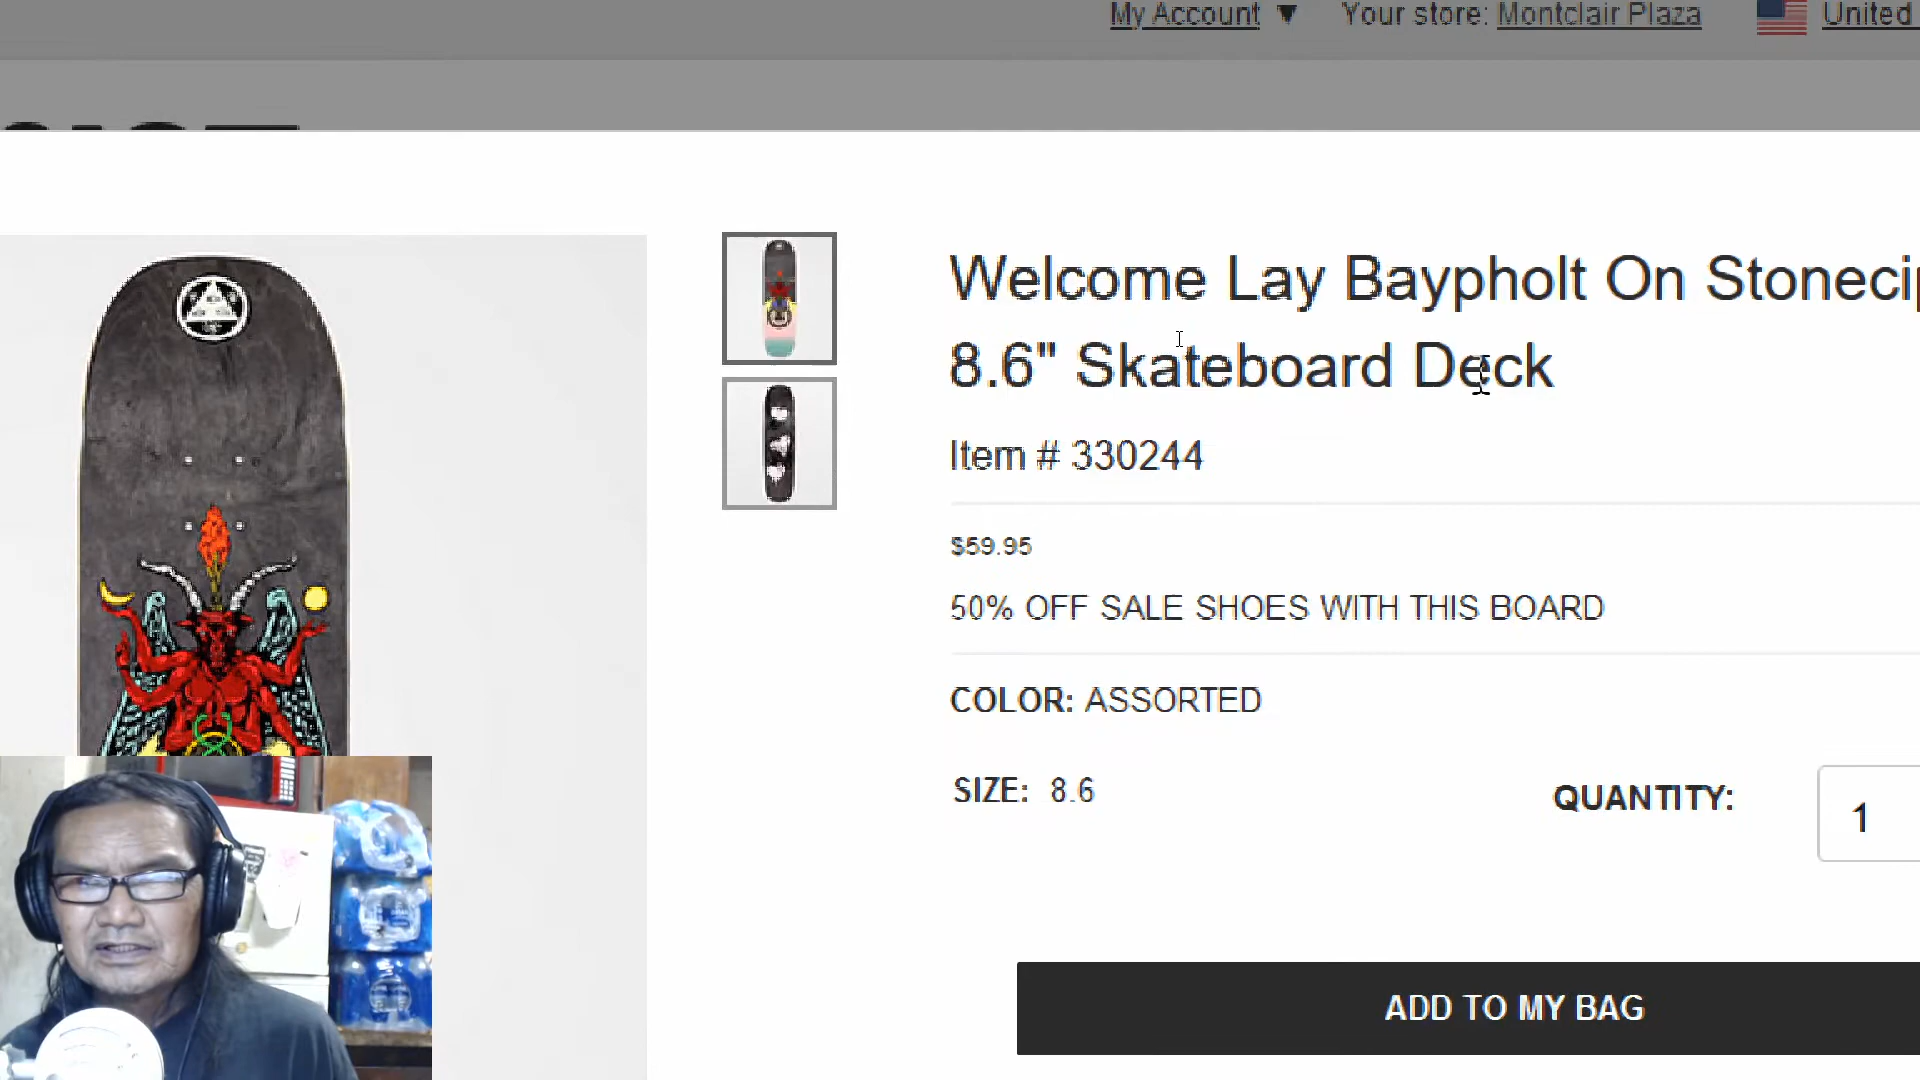 My Account ▼ Your store: Montclair Plaza United
Welcome Lay Baypholt On Stonecip
8.6" Skateboard Deck
Item # 330244
$59.95
50% OFF SALE SHOES WITH THIS BOARD
COLOR: ASSORTED
SIZE: 8.6
QUANTITY:
1
ADD TO MY BAG